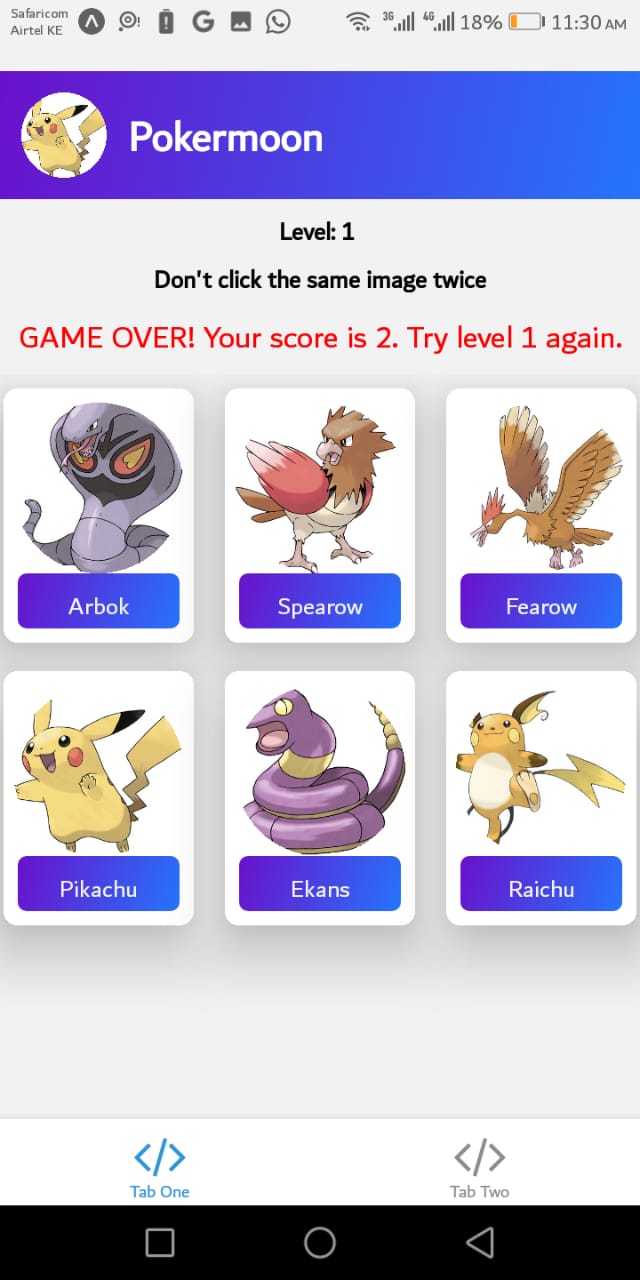 Safaricom
Airtel KE
3G 4G 18% 11:30 AM
Pokermoon
Level: 1
Don't click the same image twice
GAME OVER! Your score is 2. Try level 1 again.
Arbok Spearow Fearow
Pikachu Ekans Raichu
Tab One Tab Two